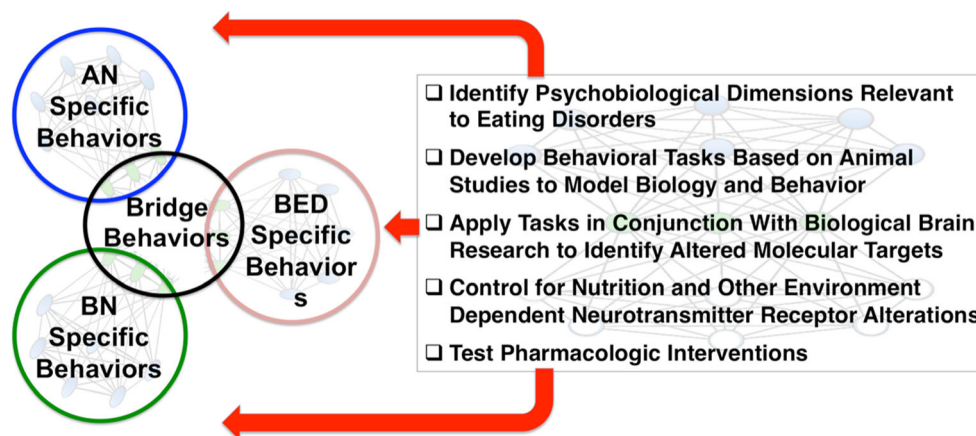 AN
Specific
Behaviors
Bridge
Behaviors
BED
Specific
Behavior
s
BN
Specific
Behaviors
❑ Identify Psychobiological Dimensions Relevant
to Eating Disorders
❑ Develop Behavioral Tasks Based on Animal
Studies to Model Biology and Behavior
❑ Apply Tasks in Conjunction With Biological Brain
Research to Identify Altered Molecular Targets
❑ Control for Nutrition and Other Environment
Dependent Neurotransmitter Receptor Alterations
❑ Test Pharmacologic Interventions